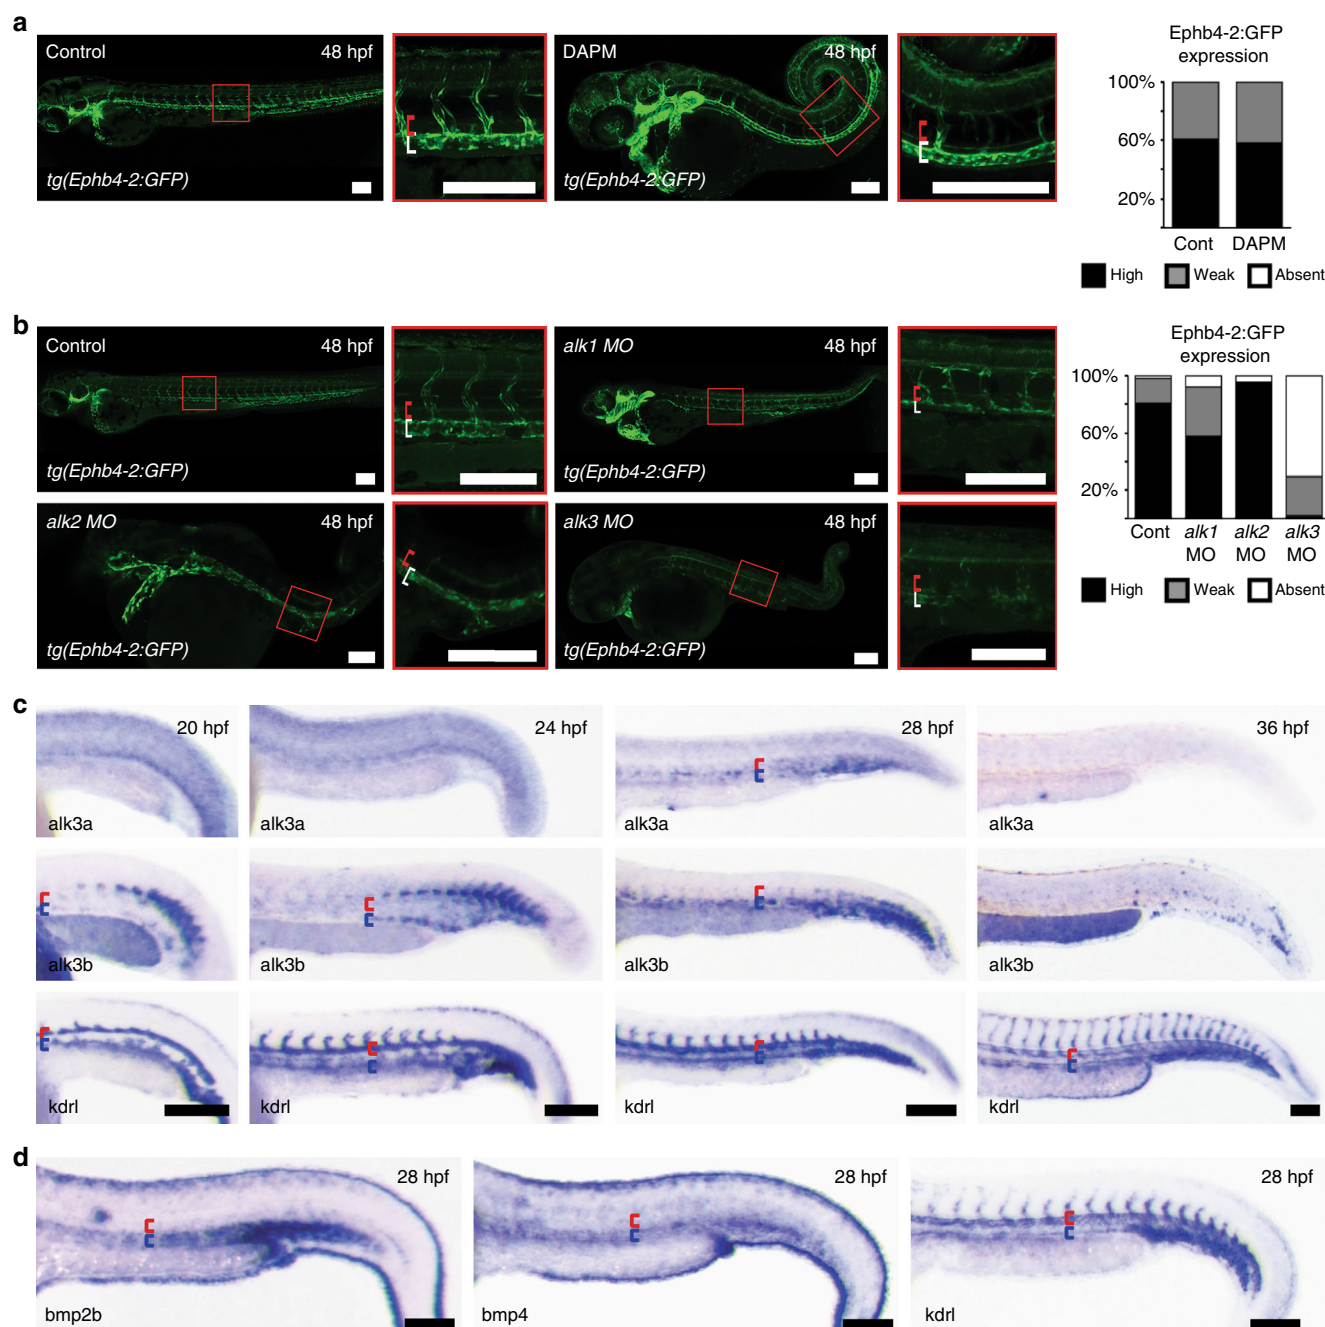 a
Control 48 hpf
tg(Ephb4-2:GFP)
DAPM 48 hpf
tg(Ephb4-2:GFP)
Ephb4-2:GFP
expression
100%
60%
20%
Cont DAPM
High Weak Absent
b
Control 48 hpf
tg(Ephb4-2:GFP)
alk1 MO 48 hpf
tg(Ephb4-2:GFP)
alk2 MO 48 hpf
tg(Ephb4-2:GFP)
alk3 MO 48 hpf
tg(Ephb4-2:GFP)
Ephb4-2:GFP
expression
100%
60%
20%
Cont alk1 alk2 alk3
MO MO MO
High Weak Absent
c
20 hpf
alk3a
24 hpf
alk3a
28 hpf
alk3a
36 hpf
alk3a
alk3b
alk3b
alk3b
alk3b
kdrl
kdrl
kdrl
kdrl
d
28 hpf
bmp2b
28 hpf
bmp4
28 hpf
kdrl